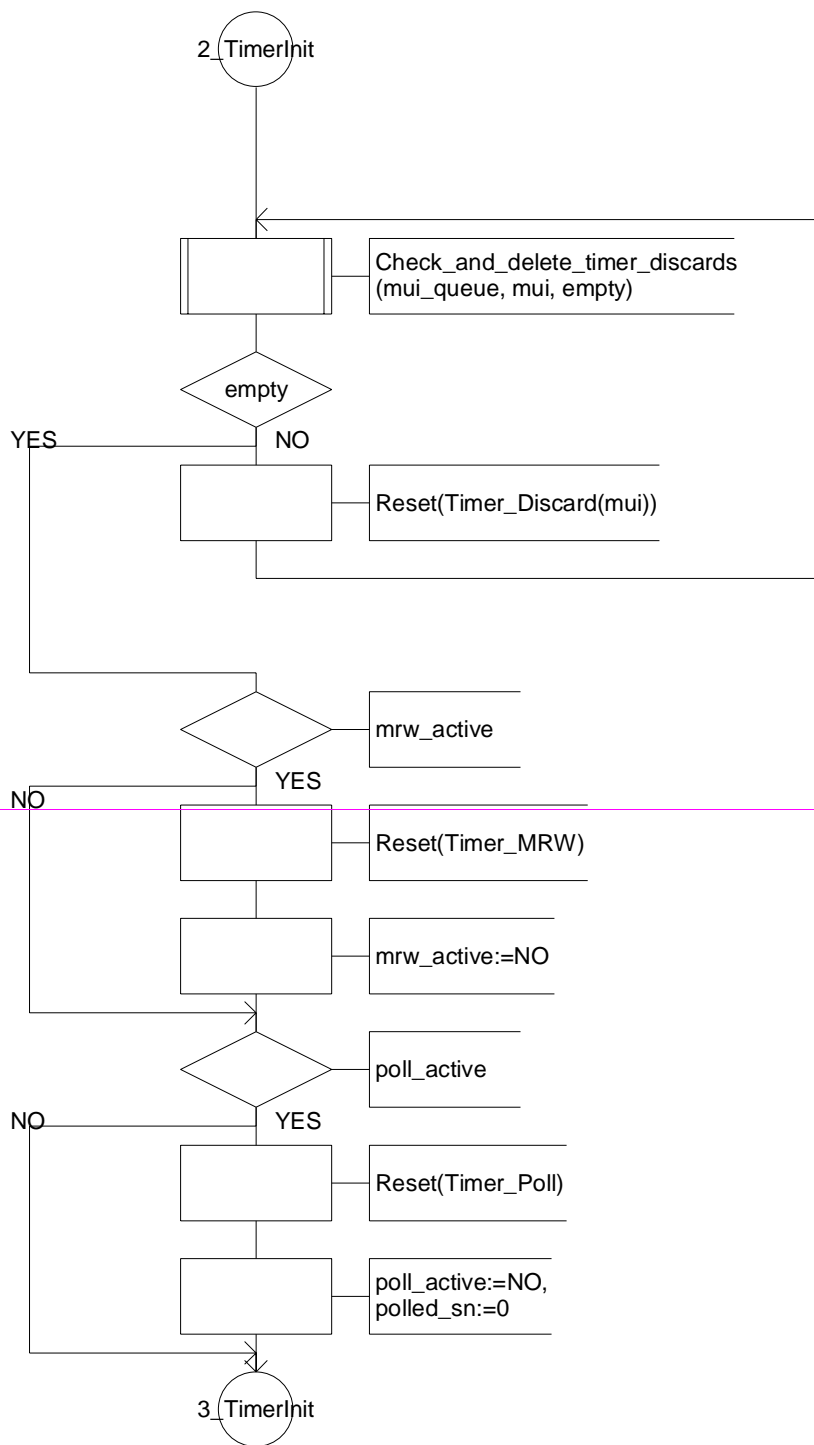 2_TimerInit
Check_and_delete_timer_discards
(mui_queue, mui, empty)
empty
YES
NO
Reset(Timer_Discard(mui))
mrw_active
YES
NO
Reset(Timer_MRW)
mrw_active:=NO
poll_active
NO
YES
Reset(Timer_Poll)
poll_active:=NO,
polled_sn:=0
3_TimerInit